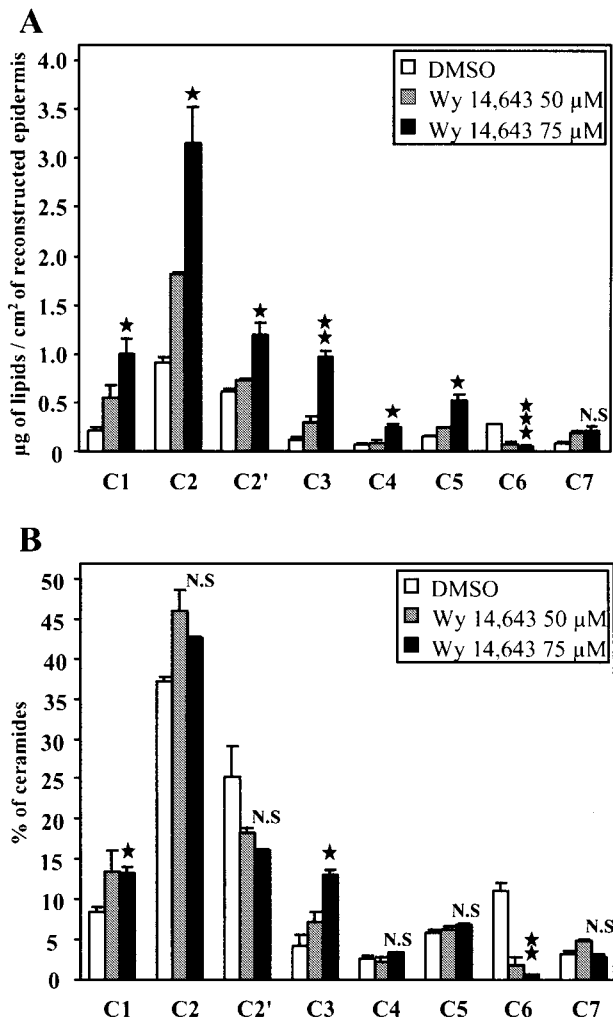 A
µg of lipids / cm² of reconstructed epidermis
4.0
3.5
3.0
2.5
2.0
1.5
1.0
0.5
0
DMSO
Wy 14,643 50 µM
Wy 14,643 75 µM
★
★
★
★
★
★
★
★
★
★
N.S
C1 C2 C2' C3 C4 C5 C6 C7
B
% of ceramides
50
45
40
35
30
25
20
15
10
5
0
DMSO
Wy 14,643 50 µM
Wy 14,643 75 µM
★
N.S
N.S
★
N.S
N.S
★
★
N.S
C1 C2 C2' C3 C4 C5 C6 C7